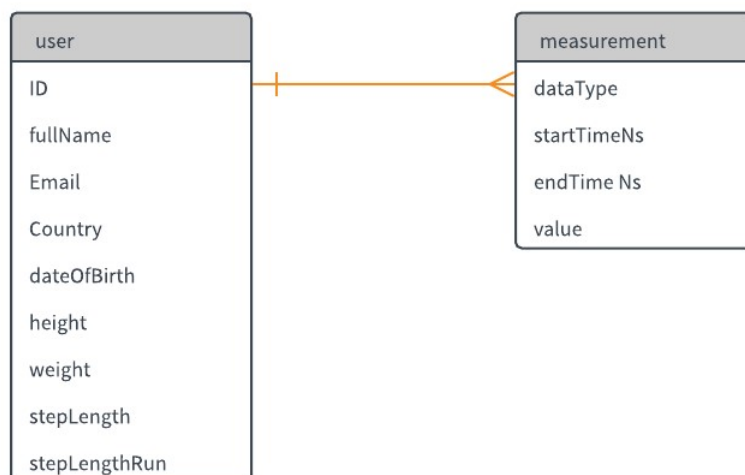 user
ID
fullName
Email
Country
dateOfBirth
height
weight
stepLength
stepLengthRun
measurement
dataType
startTimeNs
endTime Ns
value